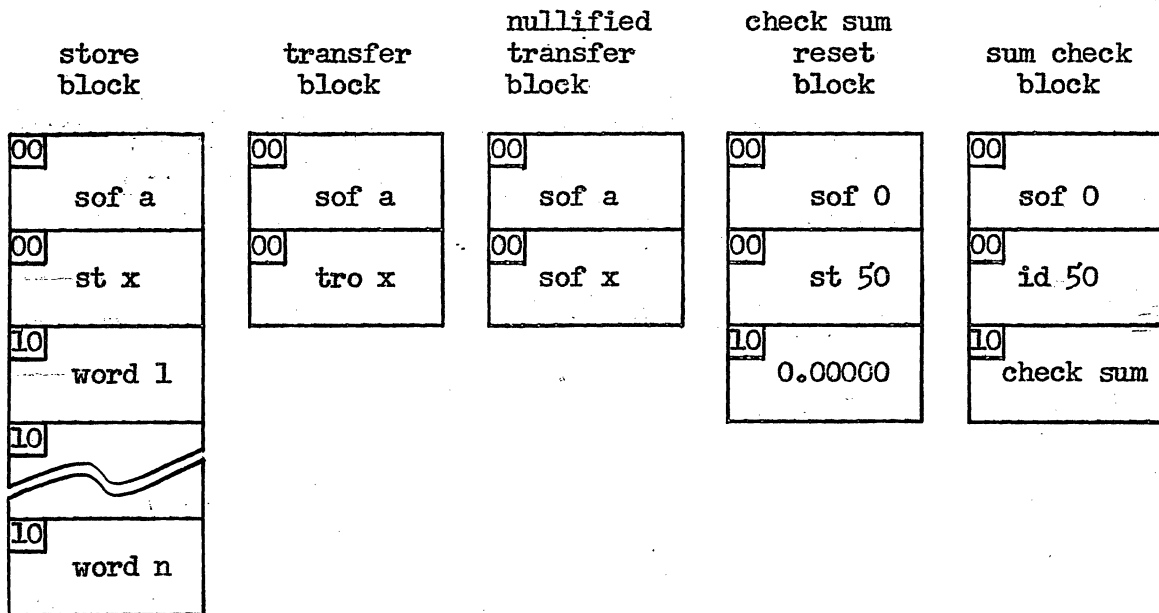 store
block
00
sof a
00
st x
10
word 1
10
10
word n
transfer
block
00
sof a
00
tro x
nullified
transfer
block
00
sof a
00
sof x
check sum
reset
block
00
sof 0
00
st 50
10
0.00000
sum check
block
00
sof 0
00
id 50
10
check sum